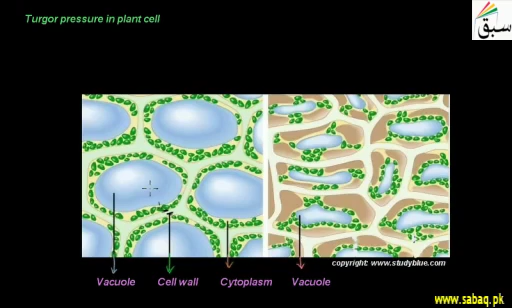 Turgor pressure in plant cell
سبق
copyright: www.studyblue.com
Vacuole Cell wall Cytoplasm Vacuole
www.sabaq.pk